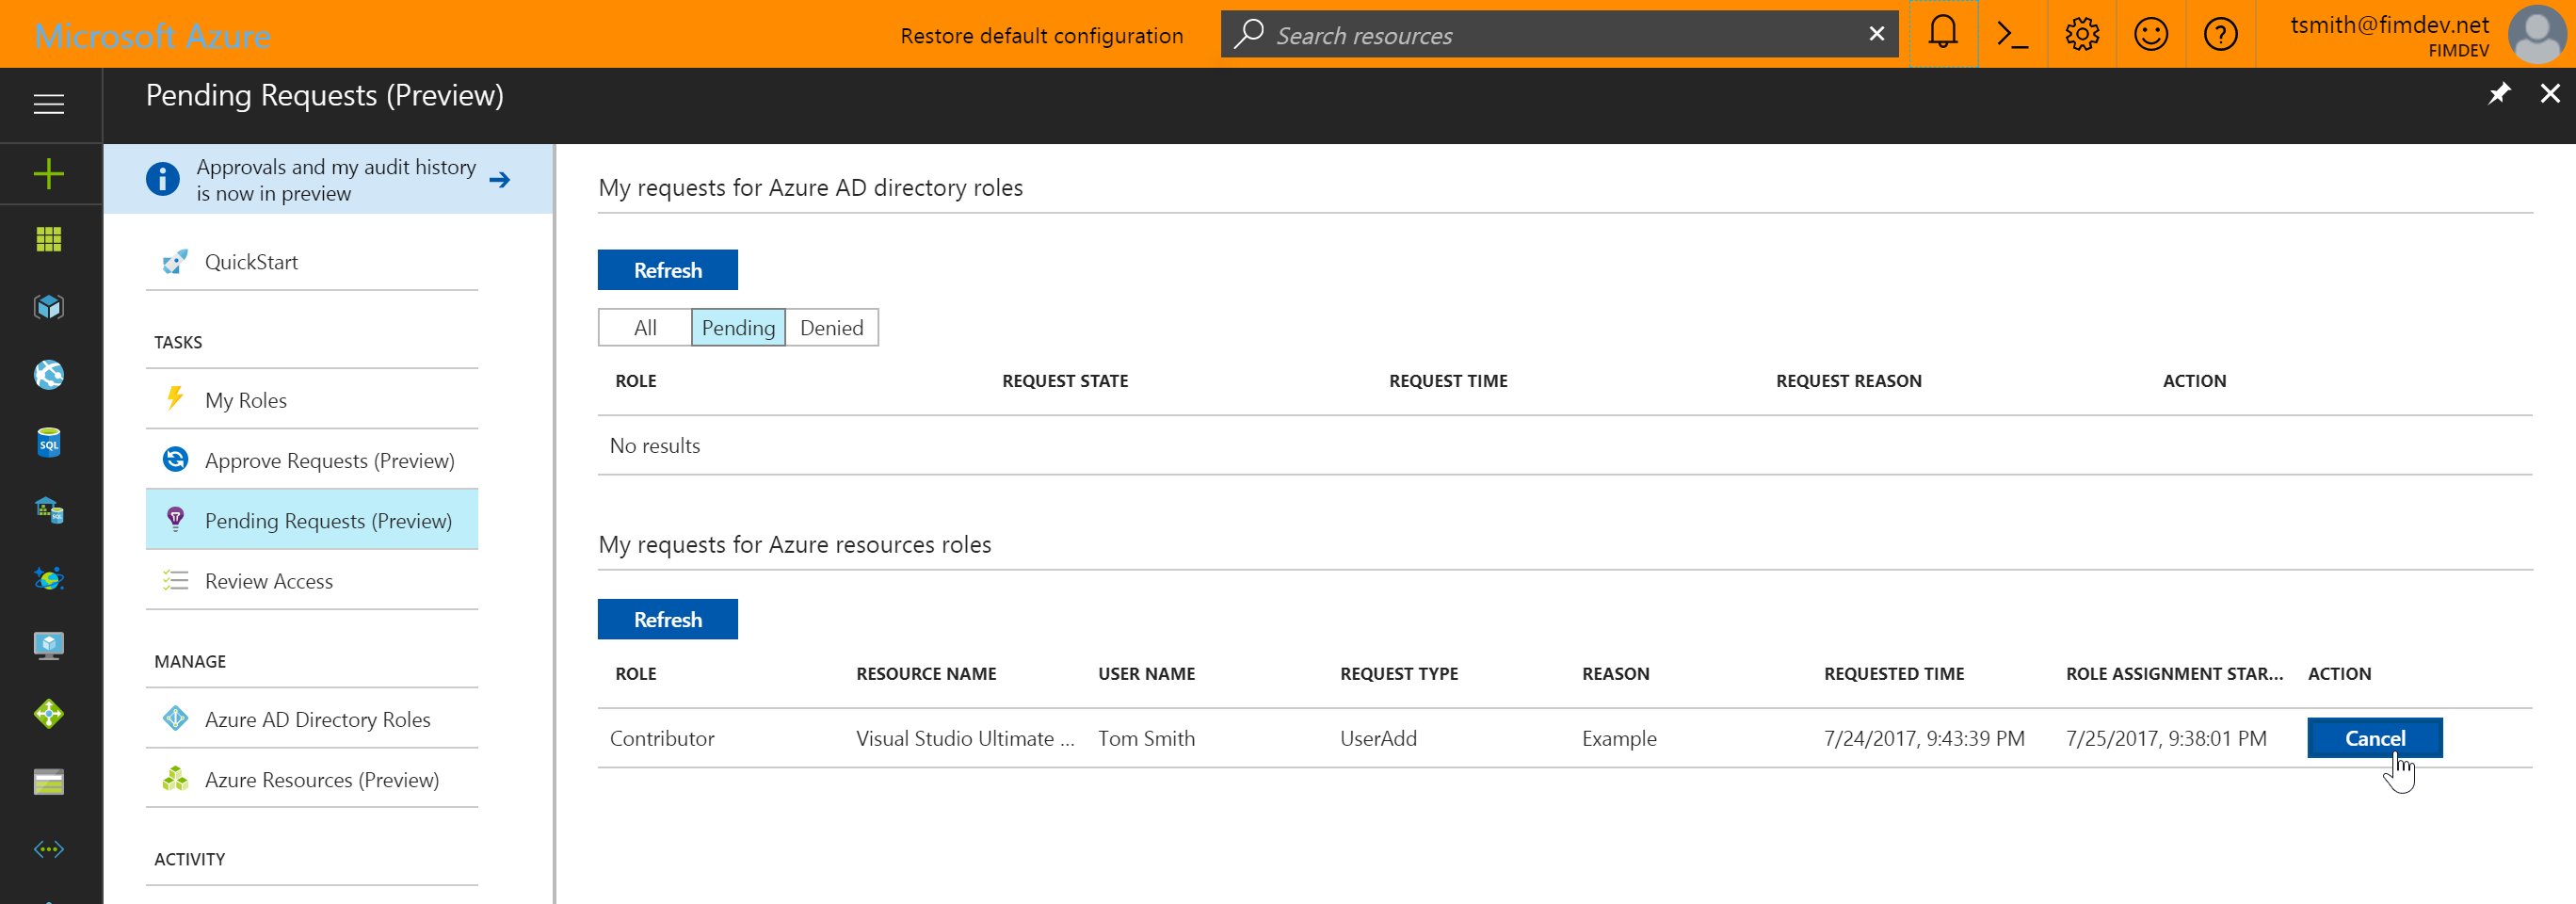 Microsoft Azure
Restore default configuration
Search resources
tsmith@fimdev.net
FIMDEV
Pending Requests (Preview)
Approvals and my audit history
is now in preview
QuickStart
TASKS
My Roles
Approve Requests (Preview)
Pending Requests (Preview)
Review Access
MANAGE
Azure AD Directory Roles
Azure Resources (Preview)
ACTIVITY
SQL
My requests for Azure AD directory roles
Refresh
All Pending Denied
ROLE REQUEST STATE REQUEST TIME REQUEST REASON ACTION
No results
My requests for Azure resources roles
Refresh
ROLE RESOURCE NAME USER NAME REQUEST TYPE REASON REQUESTED TIME ROLE ASSIGNMENT STAR... ACTION
Contributor Visual Studio Ultimate ... Tom Smith UserAdd Example 7/24/2017, 9:43:39 PM 7/25/2017, 9:38:01 PM Cancel